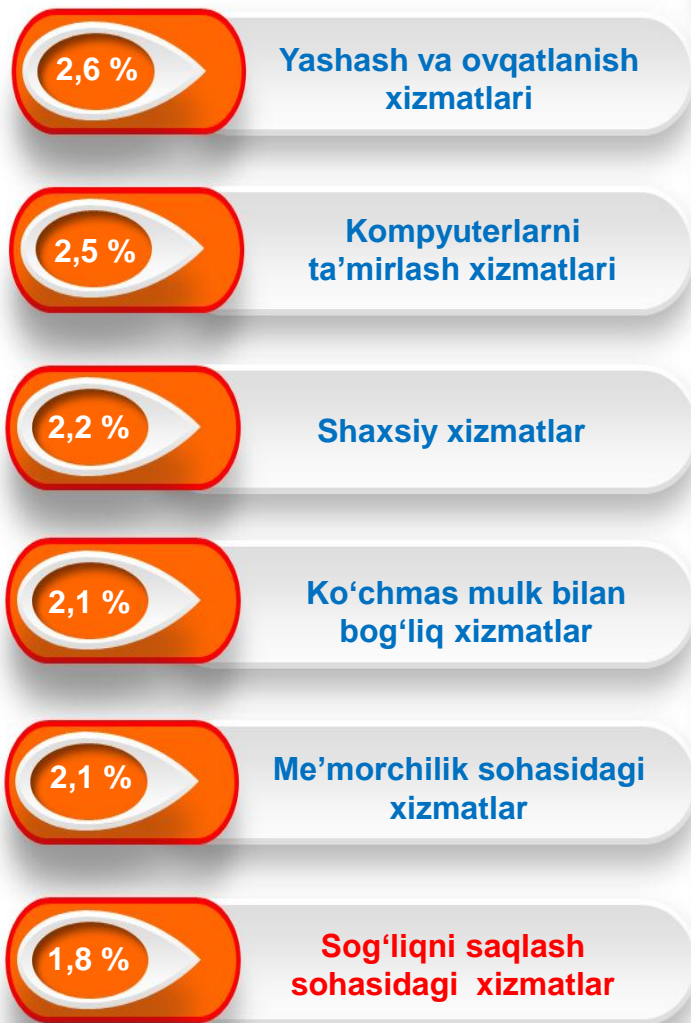 2,6 %
Yashash va ovqatlanish
xizmatlari
2,5 %
Kompyuterlarni
ta’mirlash xizmatlari
2,2 %
Shaxsiy xizmatlar
2,1 %
Ko‘chmas mulk bilan
bog‘liq xizmatlar
2,1 %
Me’morchilik sohasidagi
xizmatlar
1,8 %
Sog‘liqni saqlash
sohasidagi  xizmatlar